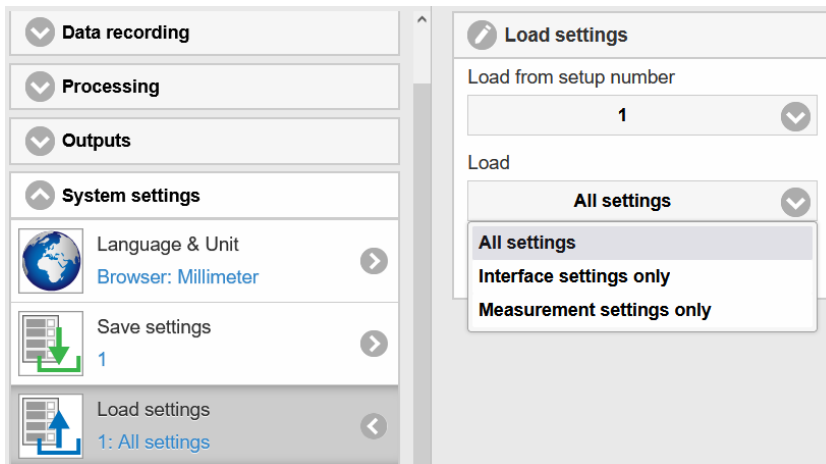 Data recording
Processing
Outputs
System settings
Language & Unit
Browser: Millimeter
Save settings
1
Load settings
1: All settings
Load settings
Load from setup number
1
Load
All settings
All settings
Interface settings only
Measurement settings only